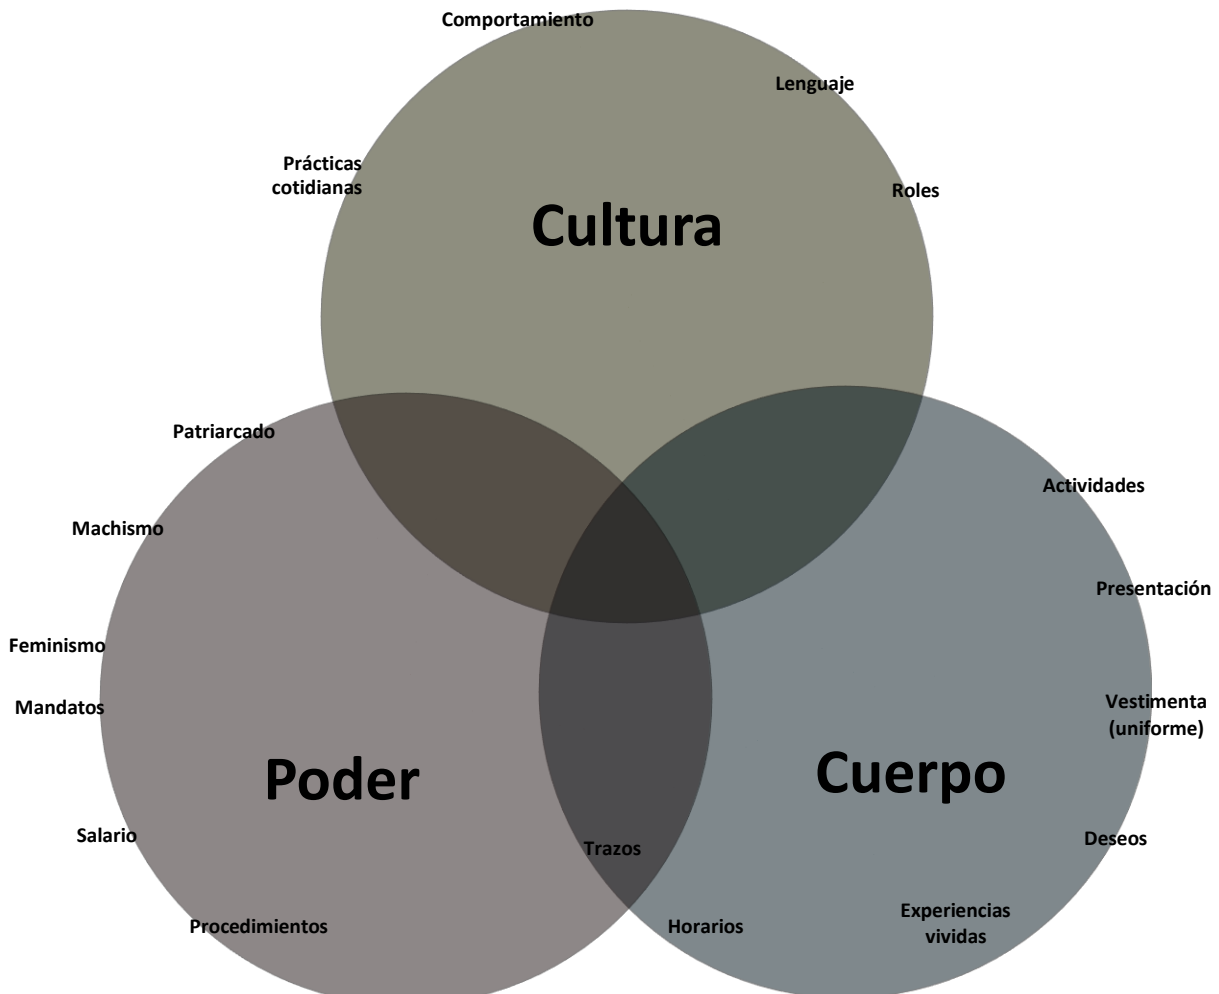 Comportamiento
Lenguaje
Prácticas
cotidianas
Roles
Cultura
Patriarcado
Actividades
Machismo
Presentación
Feminismo
Mandatos
Vestimenta
(uniforme)
Poder
Cuerpo
Salario
Trazos
Deseos
Procedimientos
Horarios
Experiencias
vividas